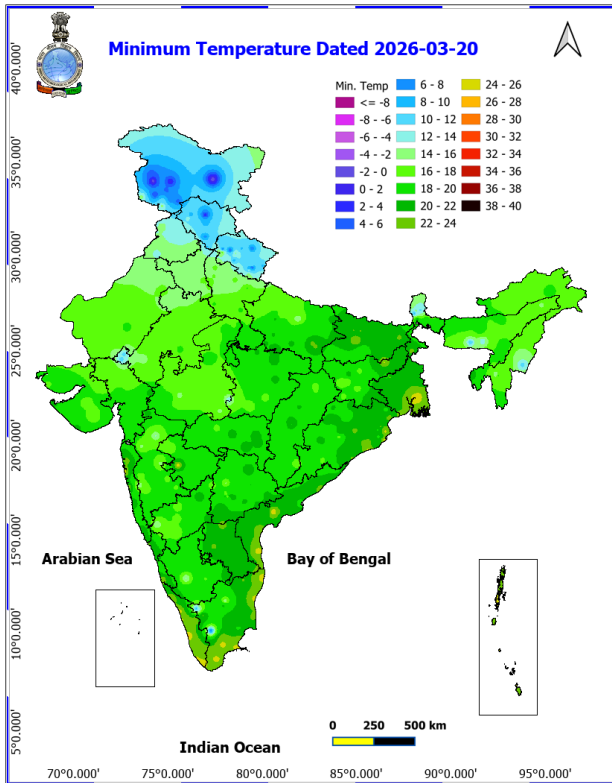 Minimum Temperature Dated 2026-03-20
Min. Temp
<= -8
-8 - -6
-6 - -4
-4 - -2
-2 - 0
0 - 2
2 - 4
4 - 6
6 - 8
8 - 10
10 - 12
12 - 14
14 - 16
16 - 18
18 - 20
20 - 22
22 - 24
24 - 26
26 - 28
28 - 30
30 - 32
32 - 34
34 - 36
36 - 38
38 - 40
40°0.000'
35°0.000'
30°0.000'
25°0.000'
20°0.000'
15°0.000'
10°0.000'
5°0.000'
Arabian Sea
Bay of Bengal
Indian Ocean
0 250 500 km
70°0.000' 75°0.000' 80°0.000' 85°0.000' 90°0.000' 95°0.000'